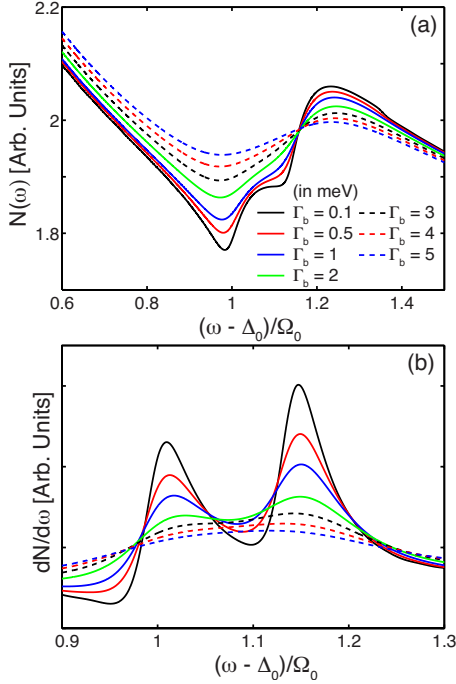 (a)
2.2
2
1.8
N(ω) [Arb. Units]
(in meV)
Γb = 0.1
Γb = 3
Γb = 0.5
Γb = 4
Γb = 1
Γb = 5
Γb = 2
0.6 0.8 1 1.2 1.4
(ω - Δ0)/Ω0
(b)
dN/dω [Arb. Units]
0.9 1 1.1 1.2 1.3
(ω - Δ0)/Ω0